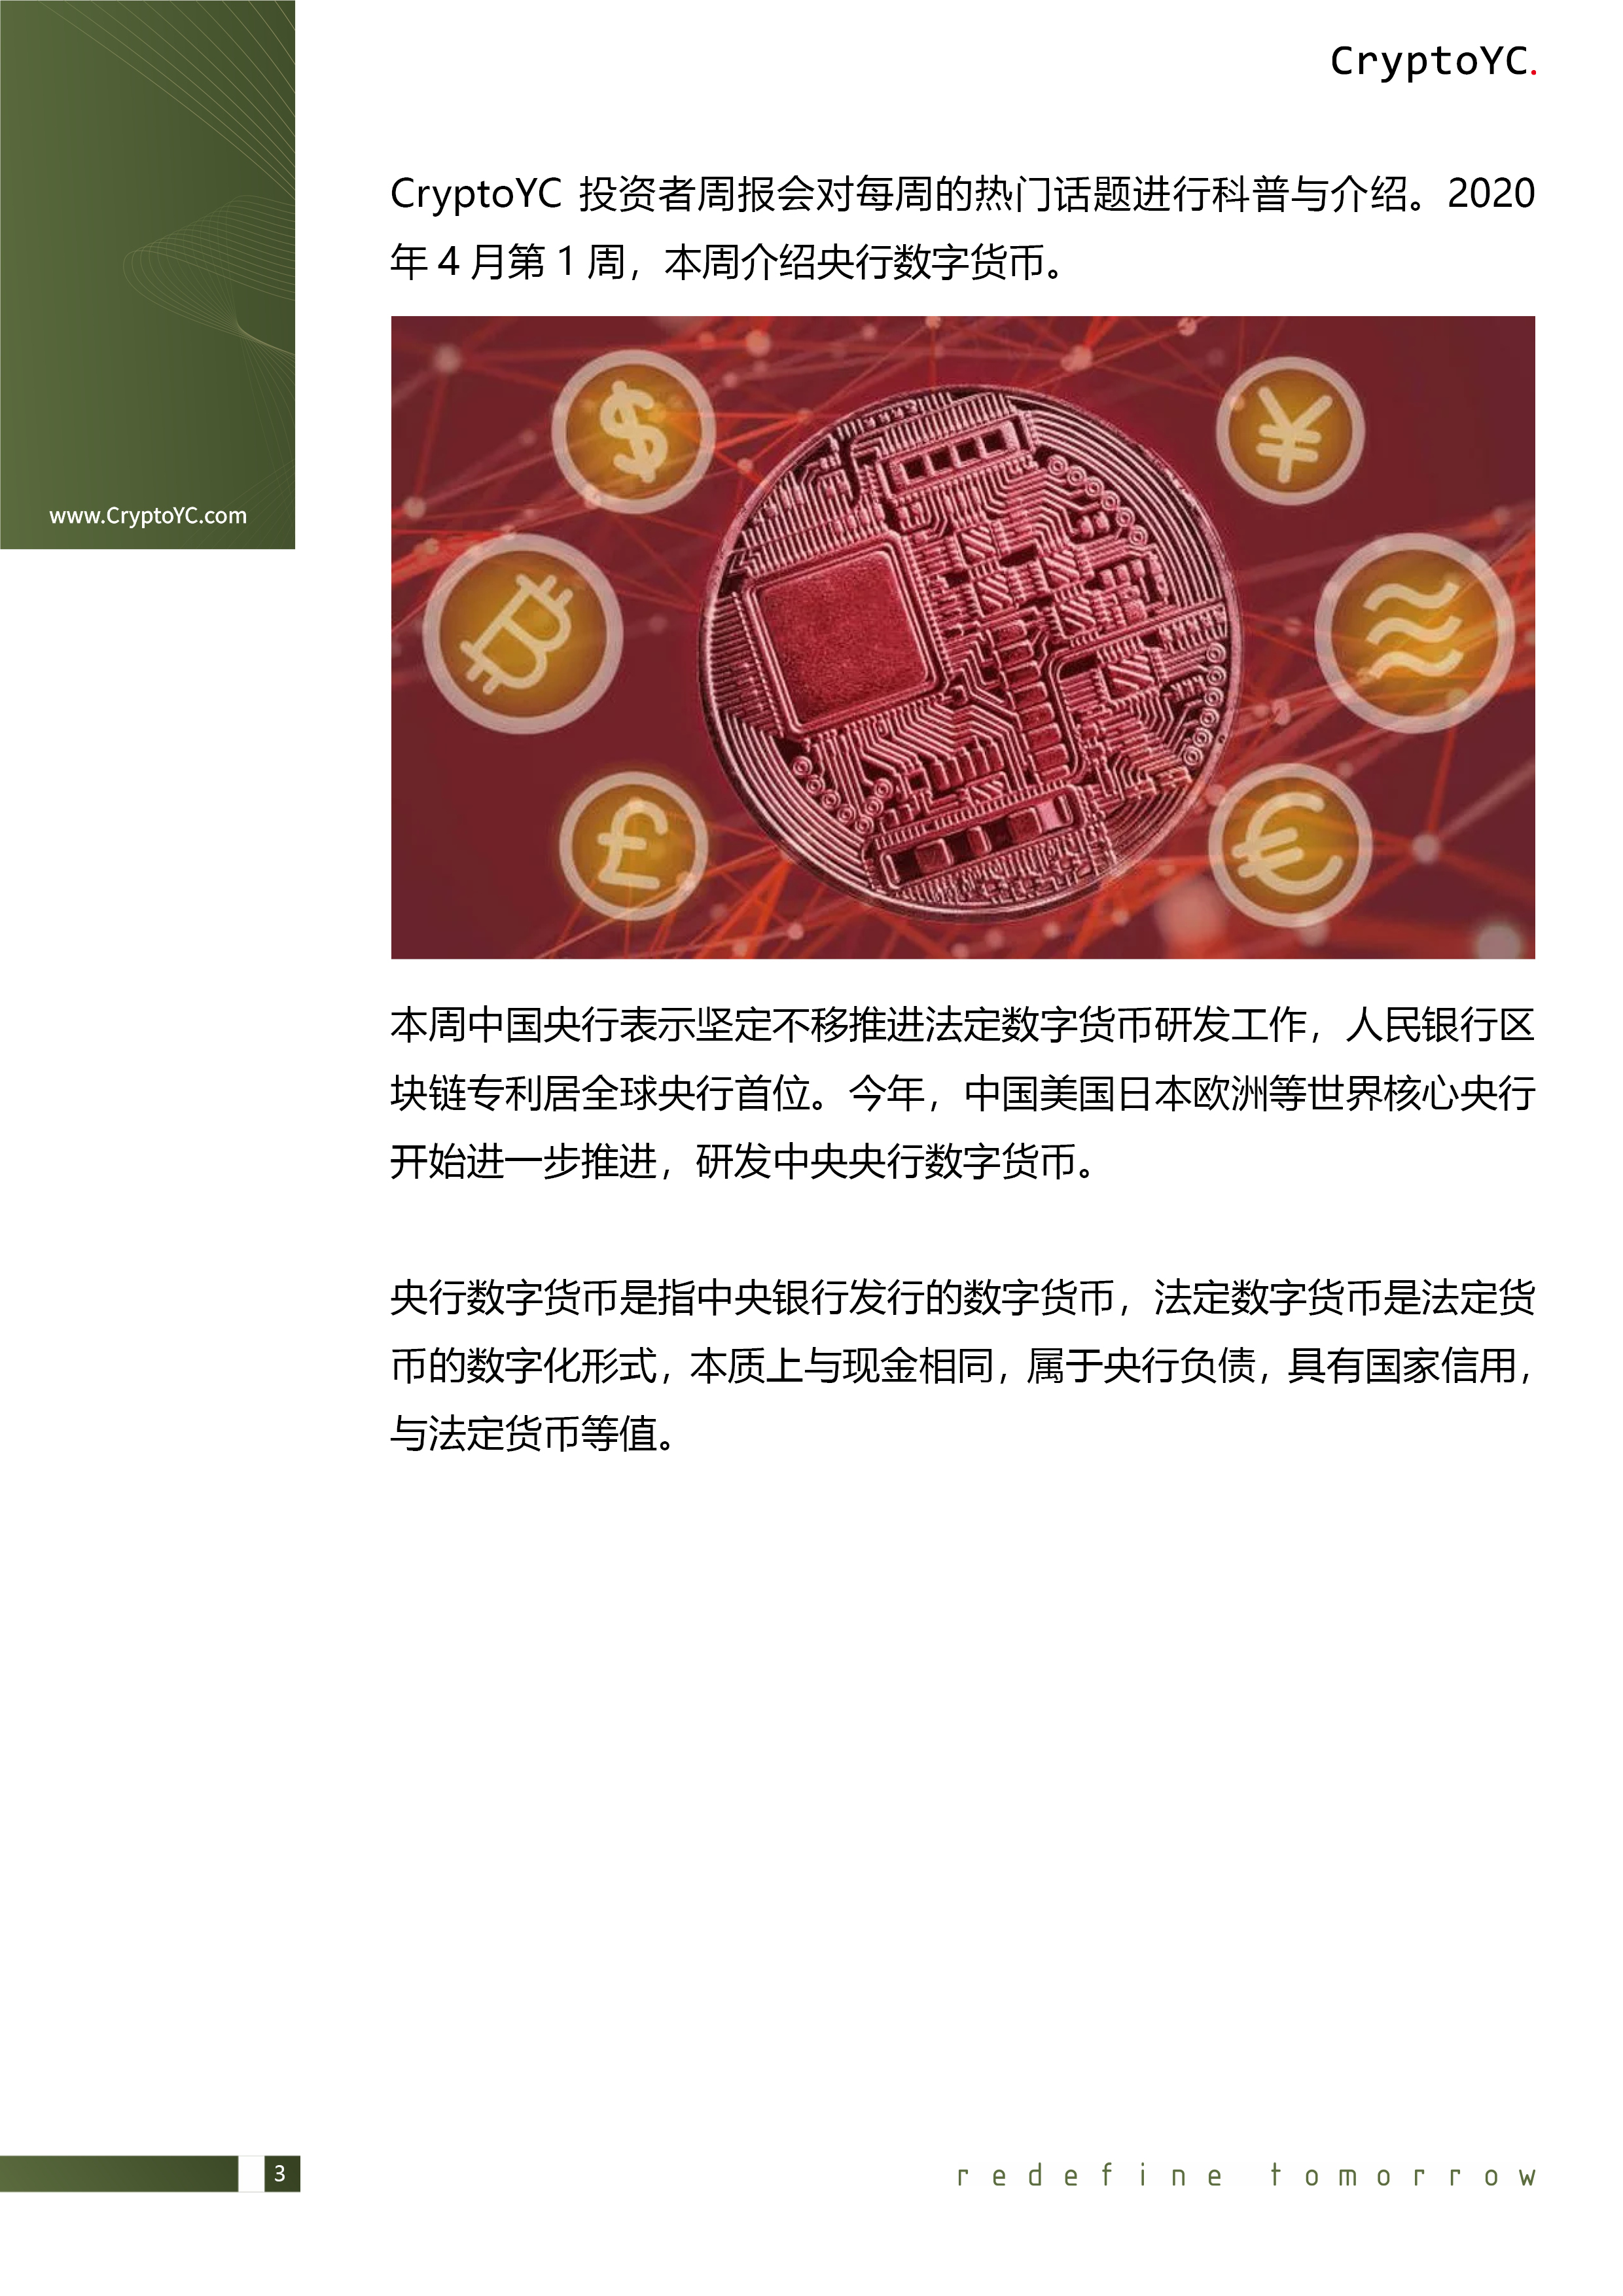 CryptoYC.
CryptoYC 投资者周报会对每周的热门话题进行科普与介绍。2020
年 4 月第 1 周，本周介绍央行数字货币。
www.CryptoYC.com
$
¥
£
€
本周中国央行表示坚定不移推进法定数字货币研发工作，人民银行区
块链专利居全球央行首位。今年，中国美国日本欧洲等世界核心央行
开始进一步推进，研发中央央行数字货币。
央行数字货币是指中央银行发行的数字货币，法定数字货币是法定货
币的数字化形式，本质上与现金相同，属于央行负债，具有国家信用，
与法定货币等值。
3
redefine tomorrow